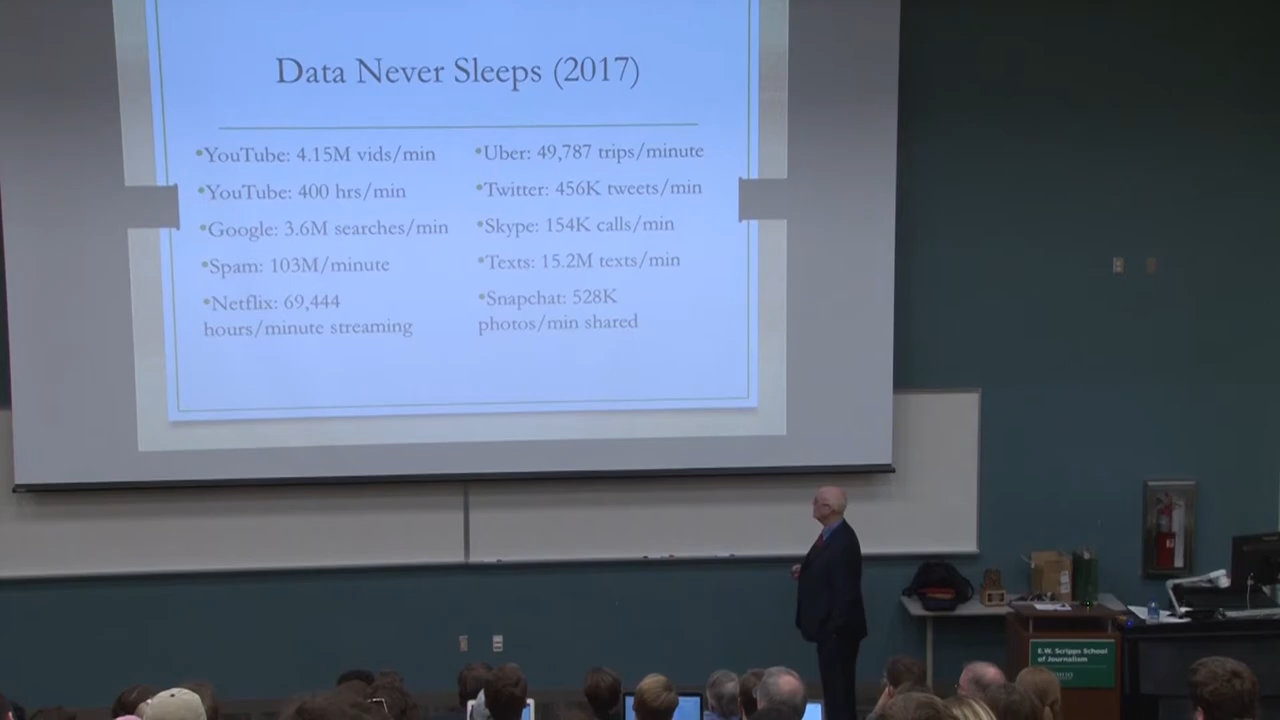 Data Never Sleeps (2017)
•YouTube: 4.15M vids/min
•YouTube: 400 hrs/min
•Google: 3.6M searches/min
•Spam: 103M/minute
•Netflix: 69,444
hours/minute streaming
•Uber: 49,787 trips/minute
•Twitter: 456K tweets/min
•Skype: 154K calls/min
•Texts: 15.2M texts/min
•Snapchat: 528K
photos/min shared
E.W. Scripps School
of Journalism